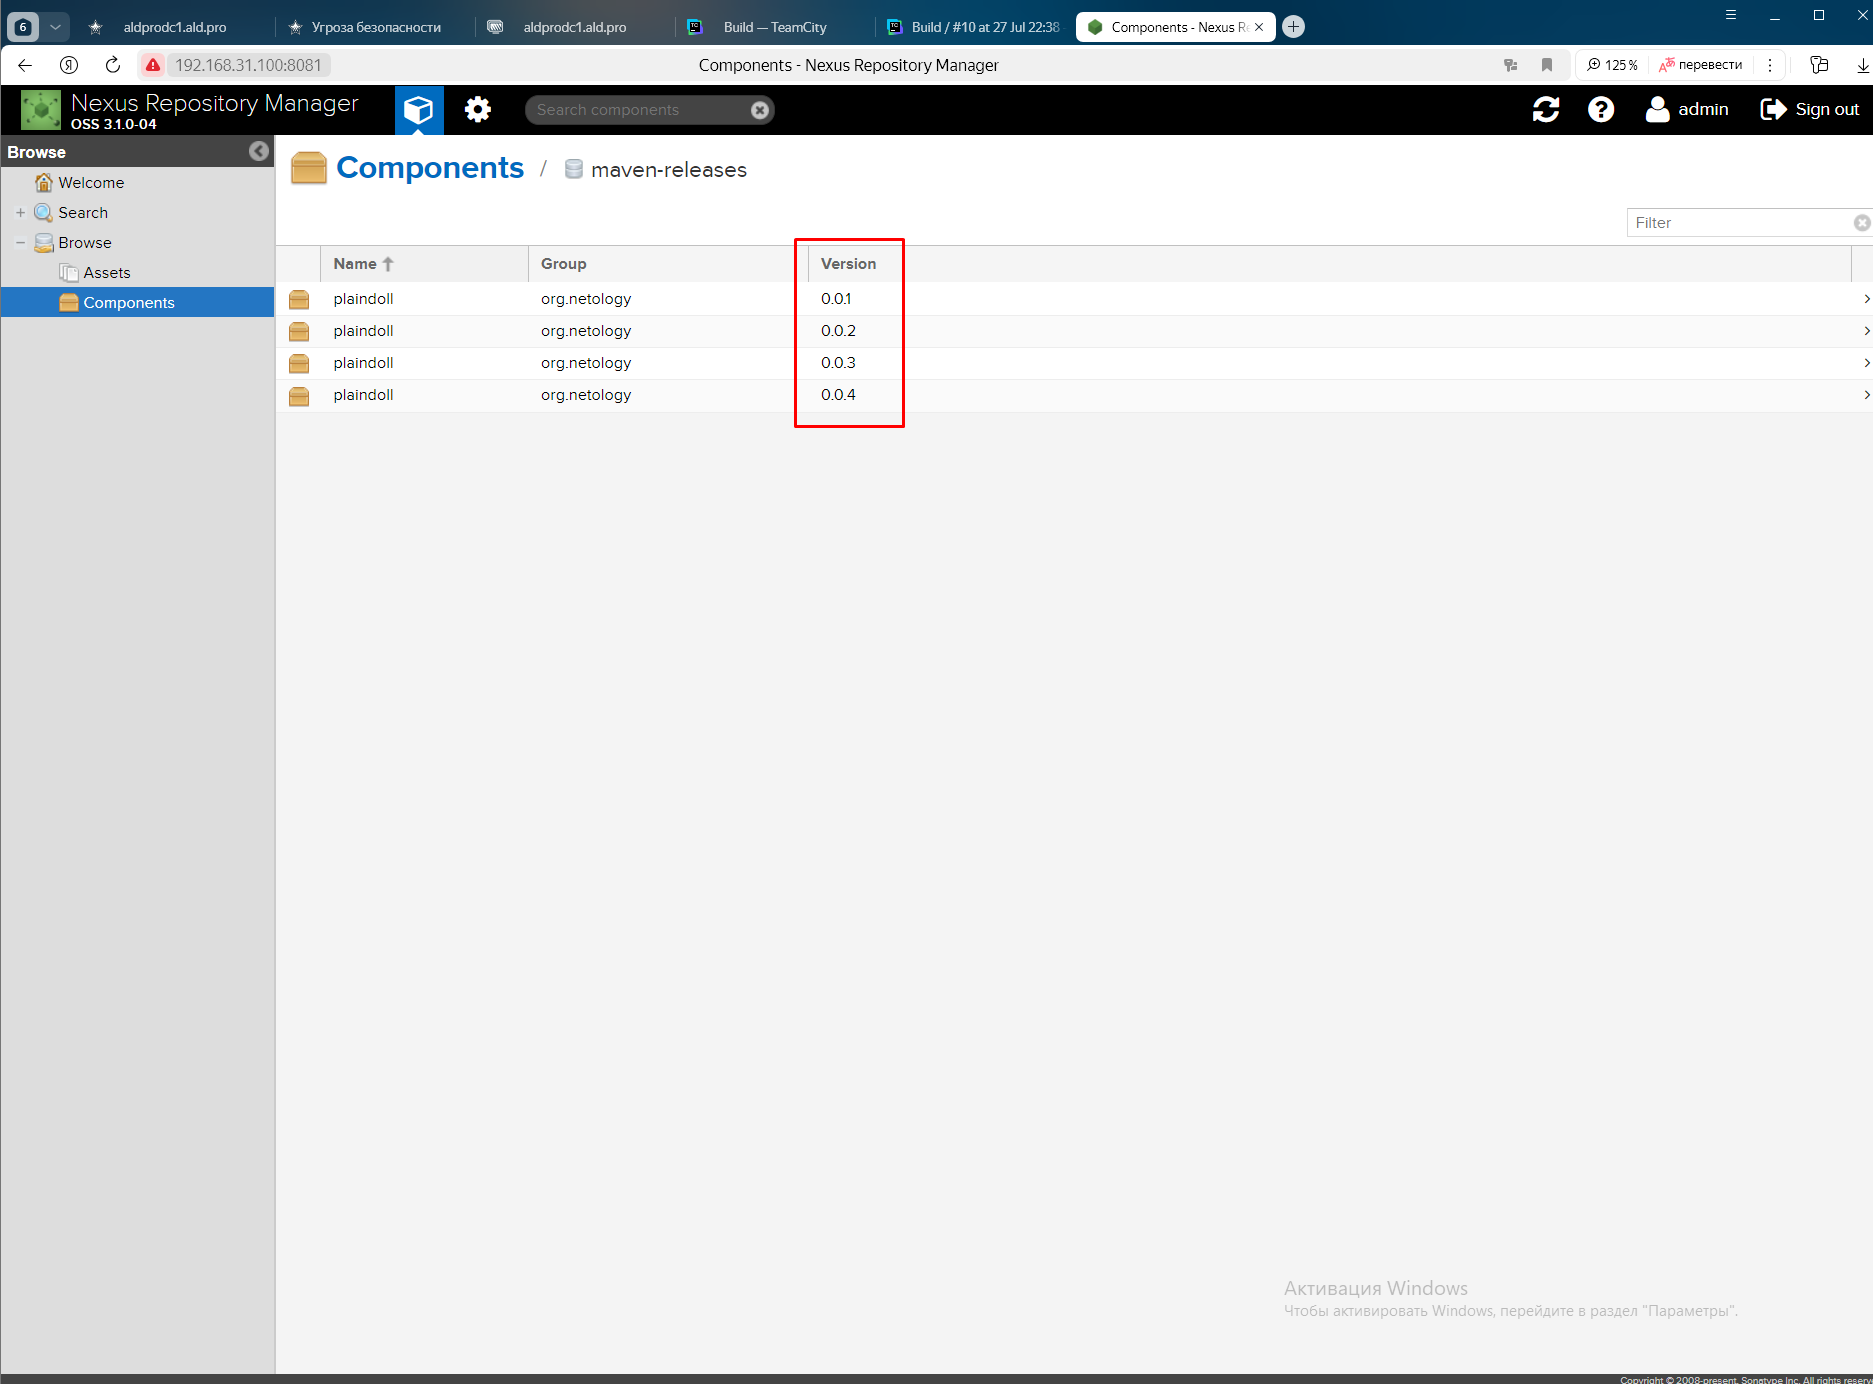 6
aldprodc1.ald.pro
Угроза безопасности
aldprodc1.ald.pro
Build — TeamCity
Build / #10 at 27 Jul 22:38
Components - Nexus Re
192.168.31.100:8081
Components - Nexus Repository Manager
125 %
перевести
Nexus Repository Manager
OSS 3.1.0-04
Search components
admin
Sign out
Browse
Welcome
Search
Browse
Assets
Components
Components / maven-releases
Filter
Name Group Version
plaindoll org.netology 0.0.1
plaindoll org.netology 0.0.2
plaindoll org.netology 0.0.3
plaindoll org.netology 0.0.4
Активация Windows
Чтобы активировать Windows, перейдите в раздел "Параметры".
Copyright © 2008-present, Sonatype Inc. All rights reserv